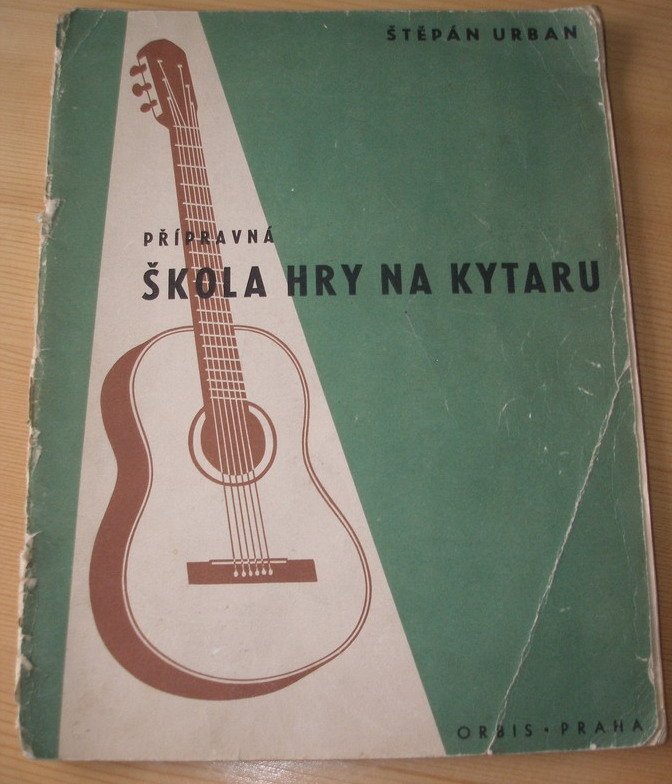 ŠTĚPÁN URBAN
PŘÍPRAVNÁ
ŠKOLA HRY NA KYTARU
ORBIS · PRAHA